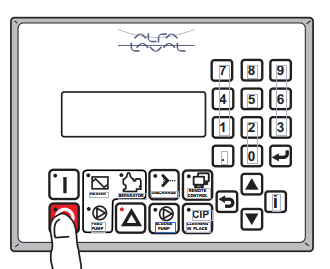 ALFA
LAVAL
7 8 9
4 5 6
1 2 3
. 0
I
HEATER
SEPARATOR
DISCHARGE
REMOTE
CONTROL
FEED
PUMP
SLUDGE
PUMP
CIP
CLEANING
IN PLACE
i